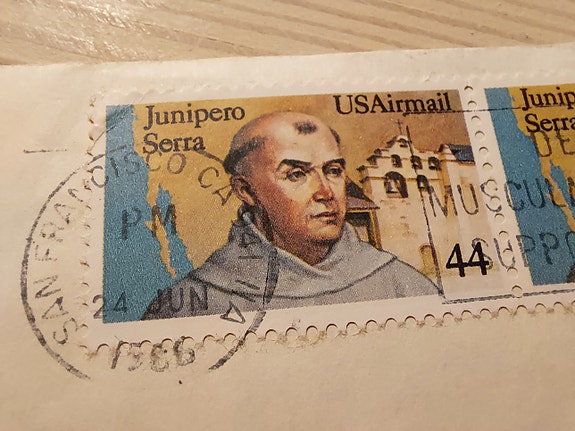 Junipero
Serra
USAirmail
44
Junip
Serra
SAN FRANCISCO CA
PM
24 JUN
1986
MUSCUL
SUPPO